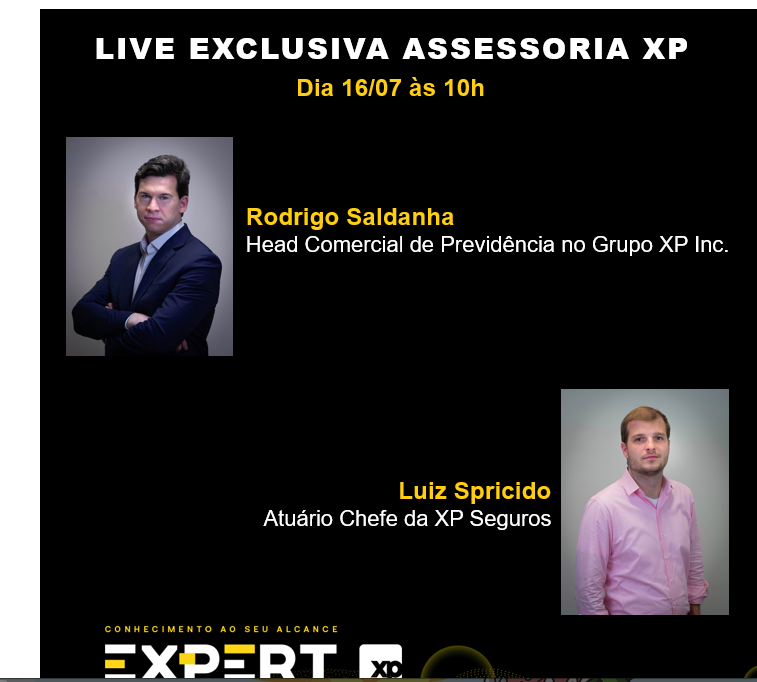 LIVE EXCLUSIVA ASSESSORIA XP
Dia 16/07 às 10h
Rodrigo Saldanha
Head Comercial de Previdência no Grupo XP Inc.
Luiz Spricido
Atuário Chefe da XP Seguros
CONHECIMENTO AO SEU ALCANCE
EXPERT xp